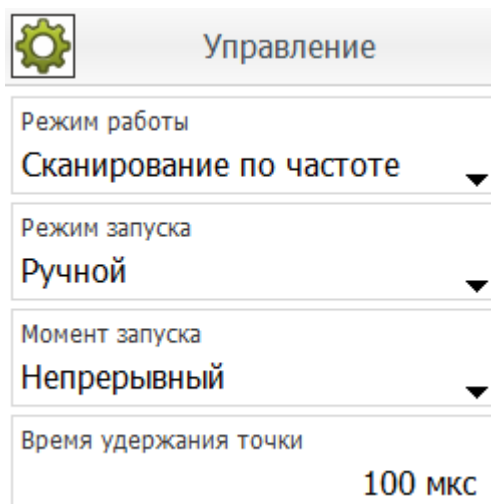 Управление
Режим работы
Сканирование по частоте
Режим запуска
Ручной
Момент запуска
Непрерывный
Время удержания точки
100 мкс